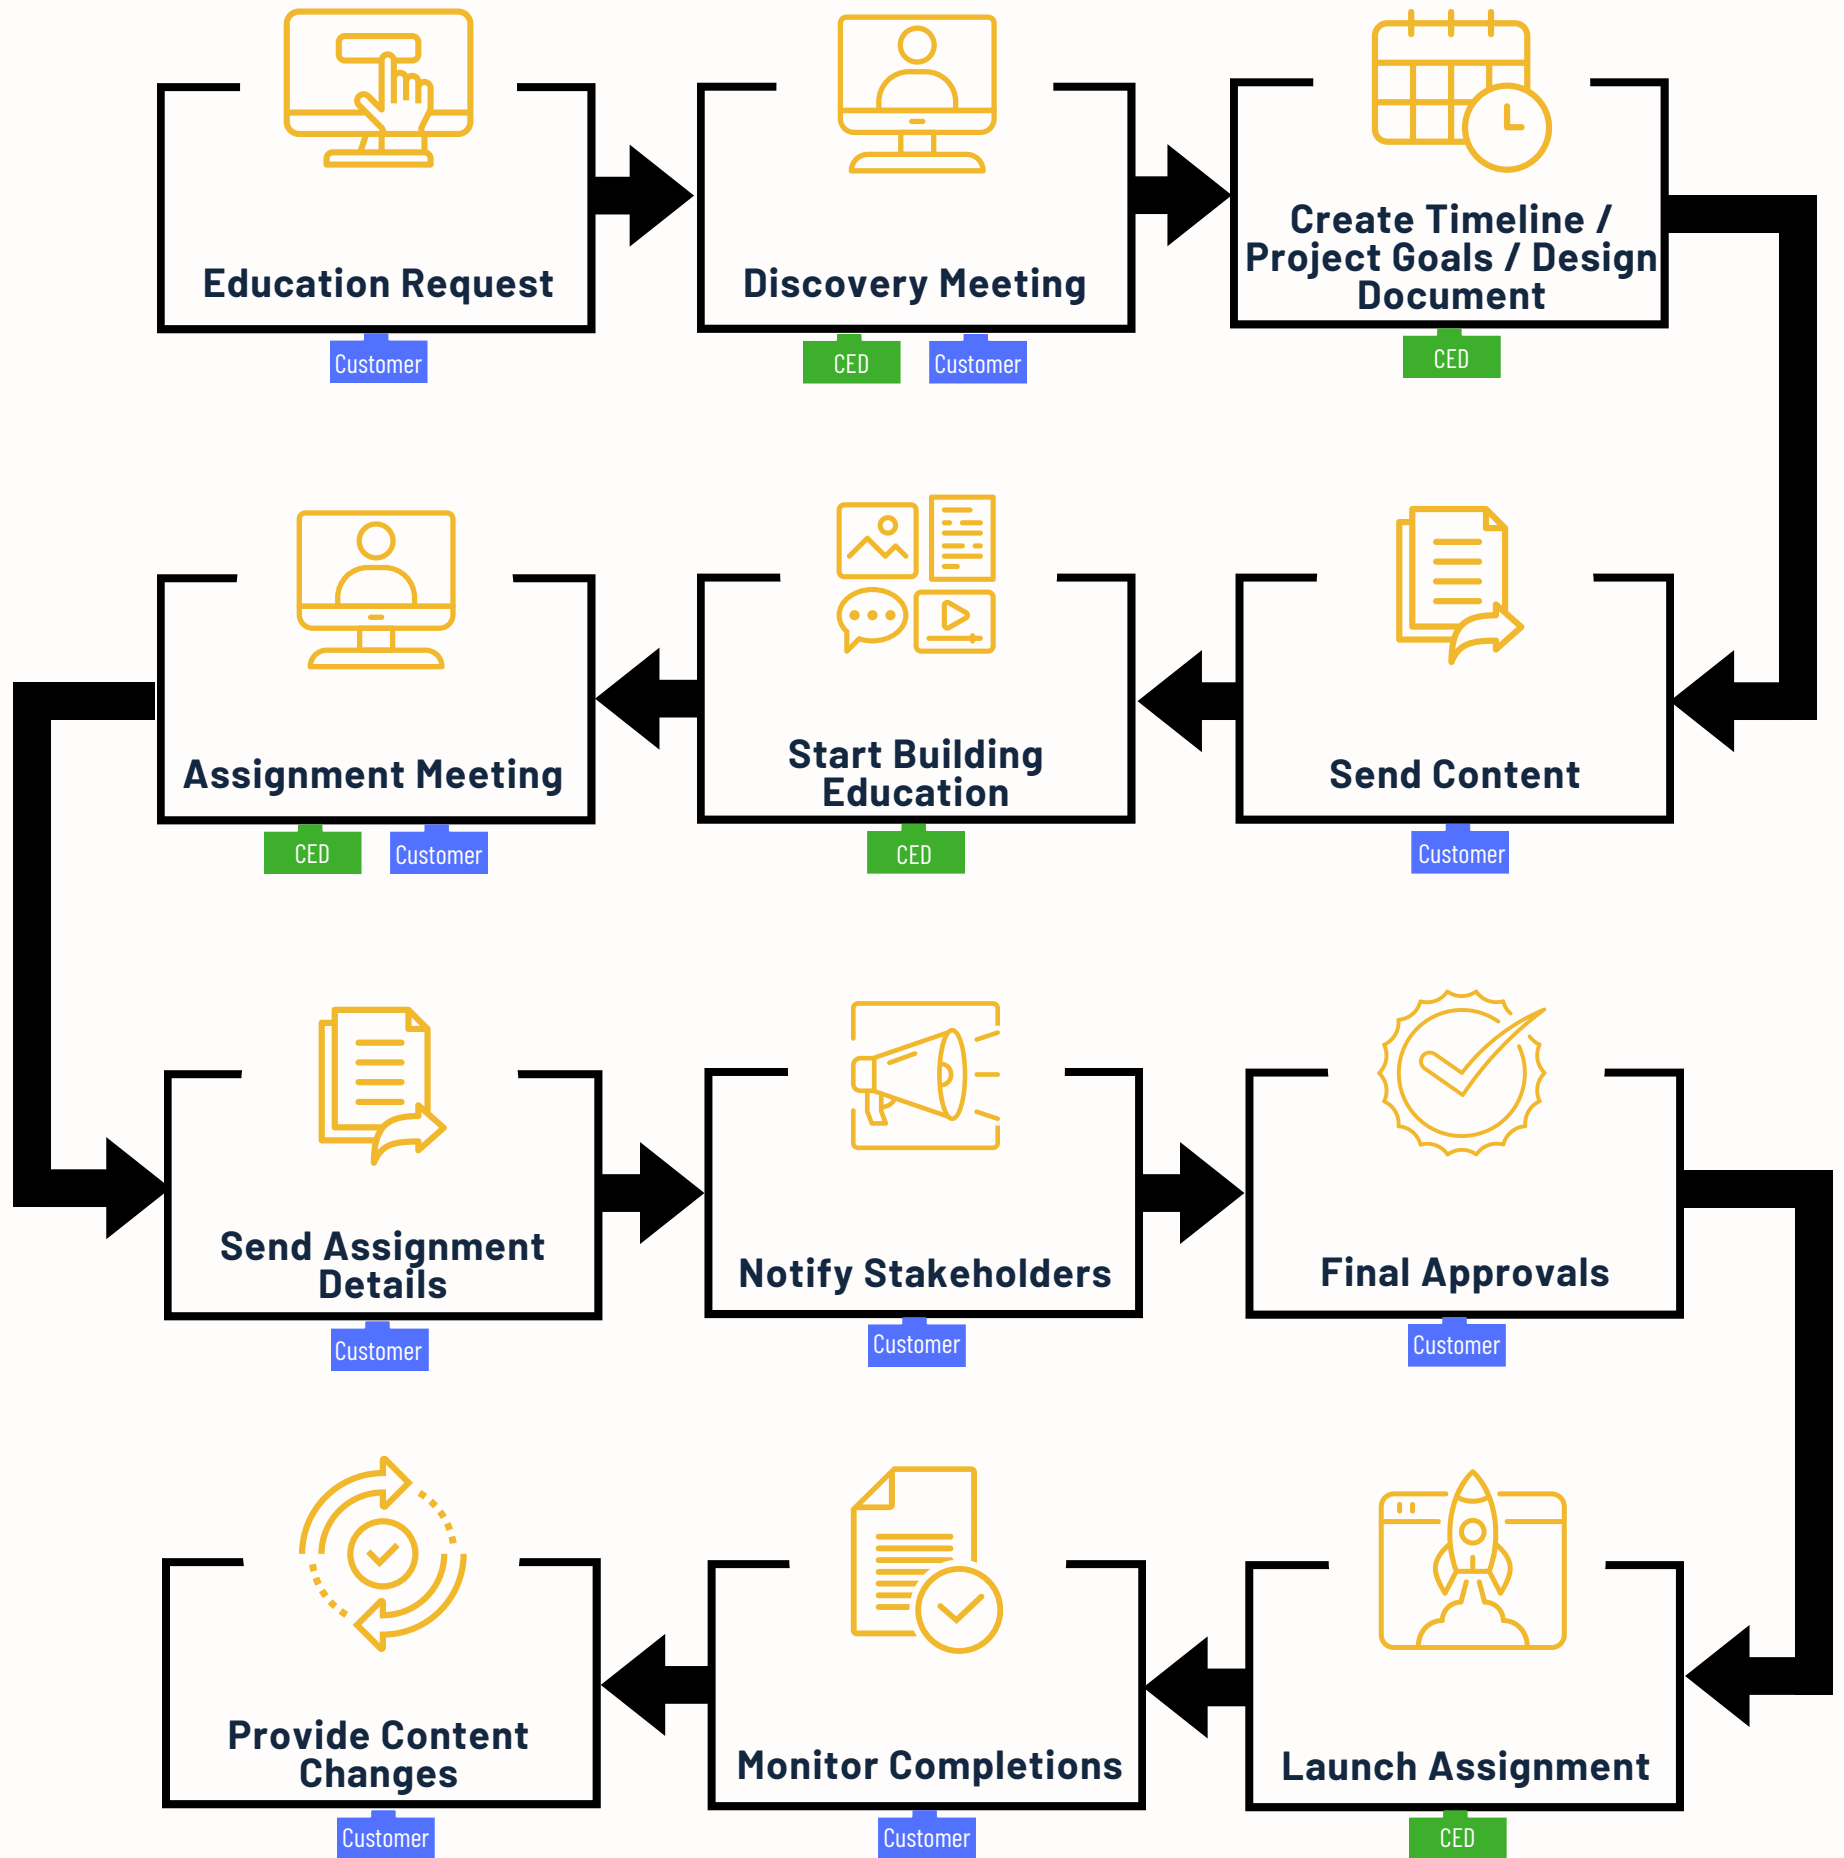 Education Request
Customer
Discovery Meeting
CED
Customer
Create Timeline /
Project Goals / Design
Document
CED
Send Content
Customer
Start Building
Education
CED
Assignment Meeting
CED
Customer
Send Assignment
Details
Customer
Notify Stakeholders
Customer
Final Approvals
Customer
Launch Assignment
CED
Monitor Completions
Customer
Provide Content
Changes
Customer